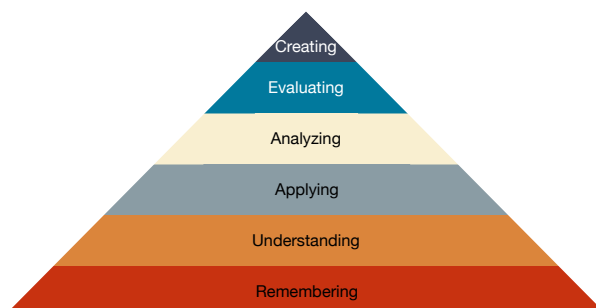 Creating
Evaluating
Analyzing
Applying
Understanding
Remembering